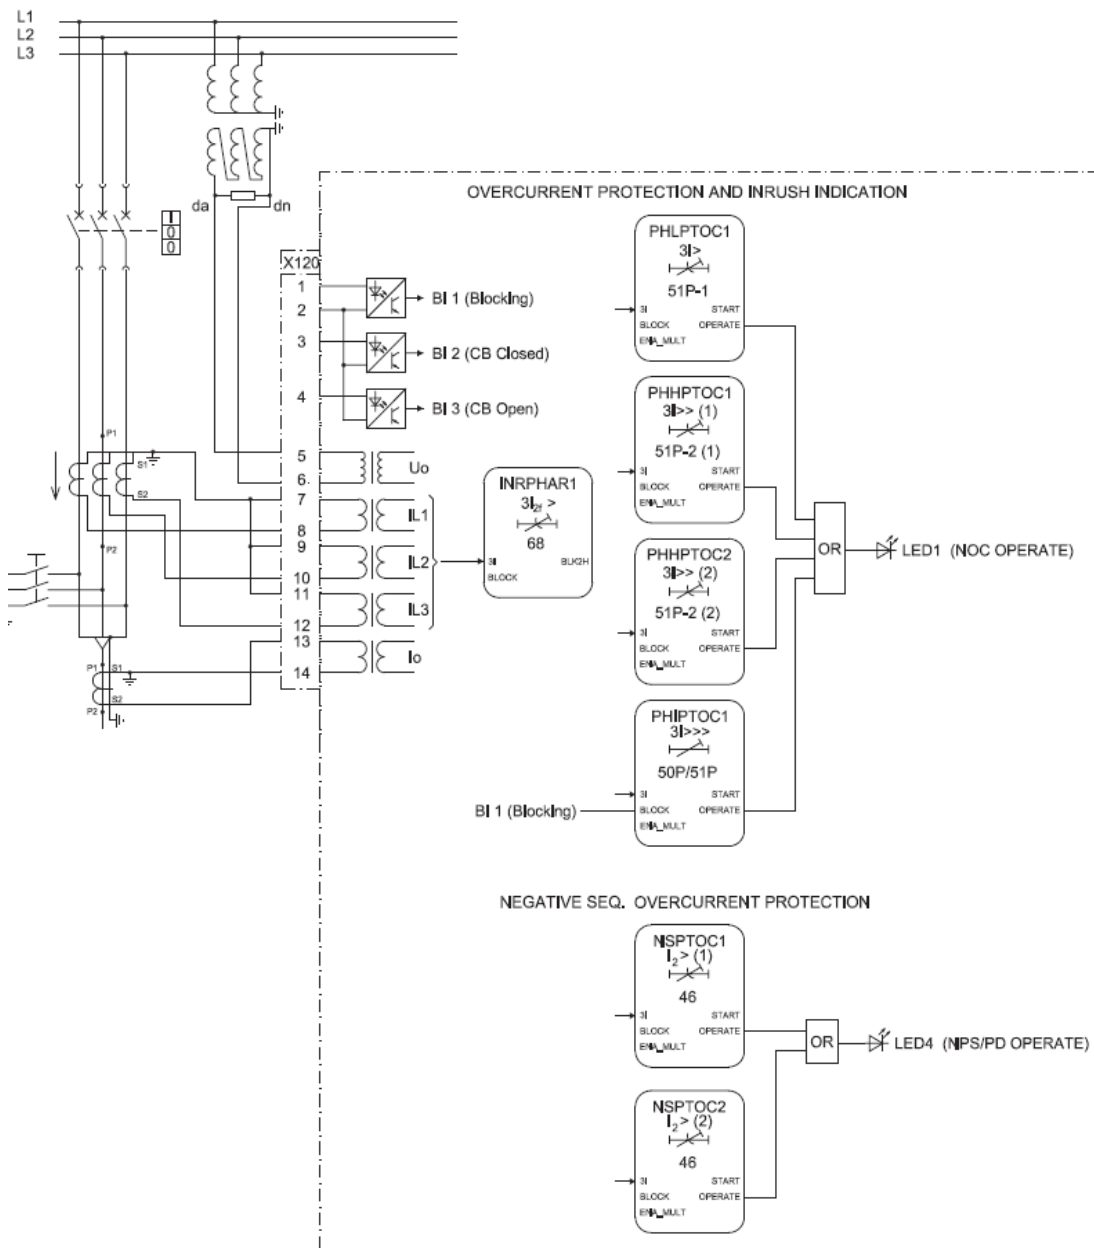 L1
L2
L3
da
dn
I
0
0
X120
1
2
3
4
5
6
7
8
9
10
11
12
13
14
BI 1 (Blocking)
BI 2 (CB Closed)
BI 3 (CB Open)
Uo
IL1
IL2
IL3
Io
P1
S1
S2
P2
P1
S1
S2
P2
OVERCURRENT PROTECTION AND INRUSH INDICATION
INRPHAR1
3I2f >
68
3I
BLOCK
BLK2H
PHLPTOC1
3I>
51P-1
3I
START
BLOCK
OPERATE
ENA_MULT
PHHPTOC1
3I>> (1)
51P-2 (1)
3I
START
BLOCK
OPERATE
ENA_MULT
PHHPTOC2
3I>> (2)
51P-2 (2)
3I
START
BLOCK
OPERATE
ENA_MULT
PHIPTOC1
3I>>>
50P/51P
3I
START
BLOCK
OPERATE
ENA_MULT
BI 1 (Blocking)
OR
LED1 (NOC OPERATE)
NEGATIVE SEQ. OVERCURRENT PROTECTION
NSPTOC1
I2 > (1)
46
3I
START
BLOCK
OPERATE
ENA_MULT
NSPTOC2
I2 > (2)
46
3I
START
BLOCK
OPERATE
ENA_MULT
OR
LED4 (NPS/PD OPERATE)